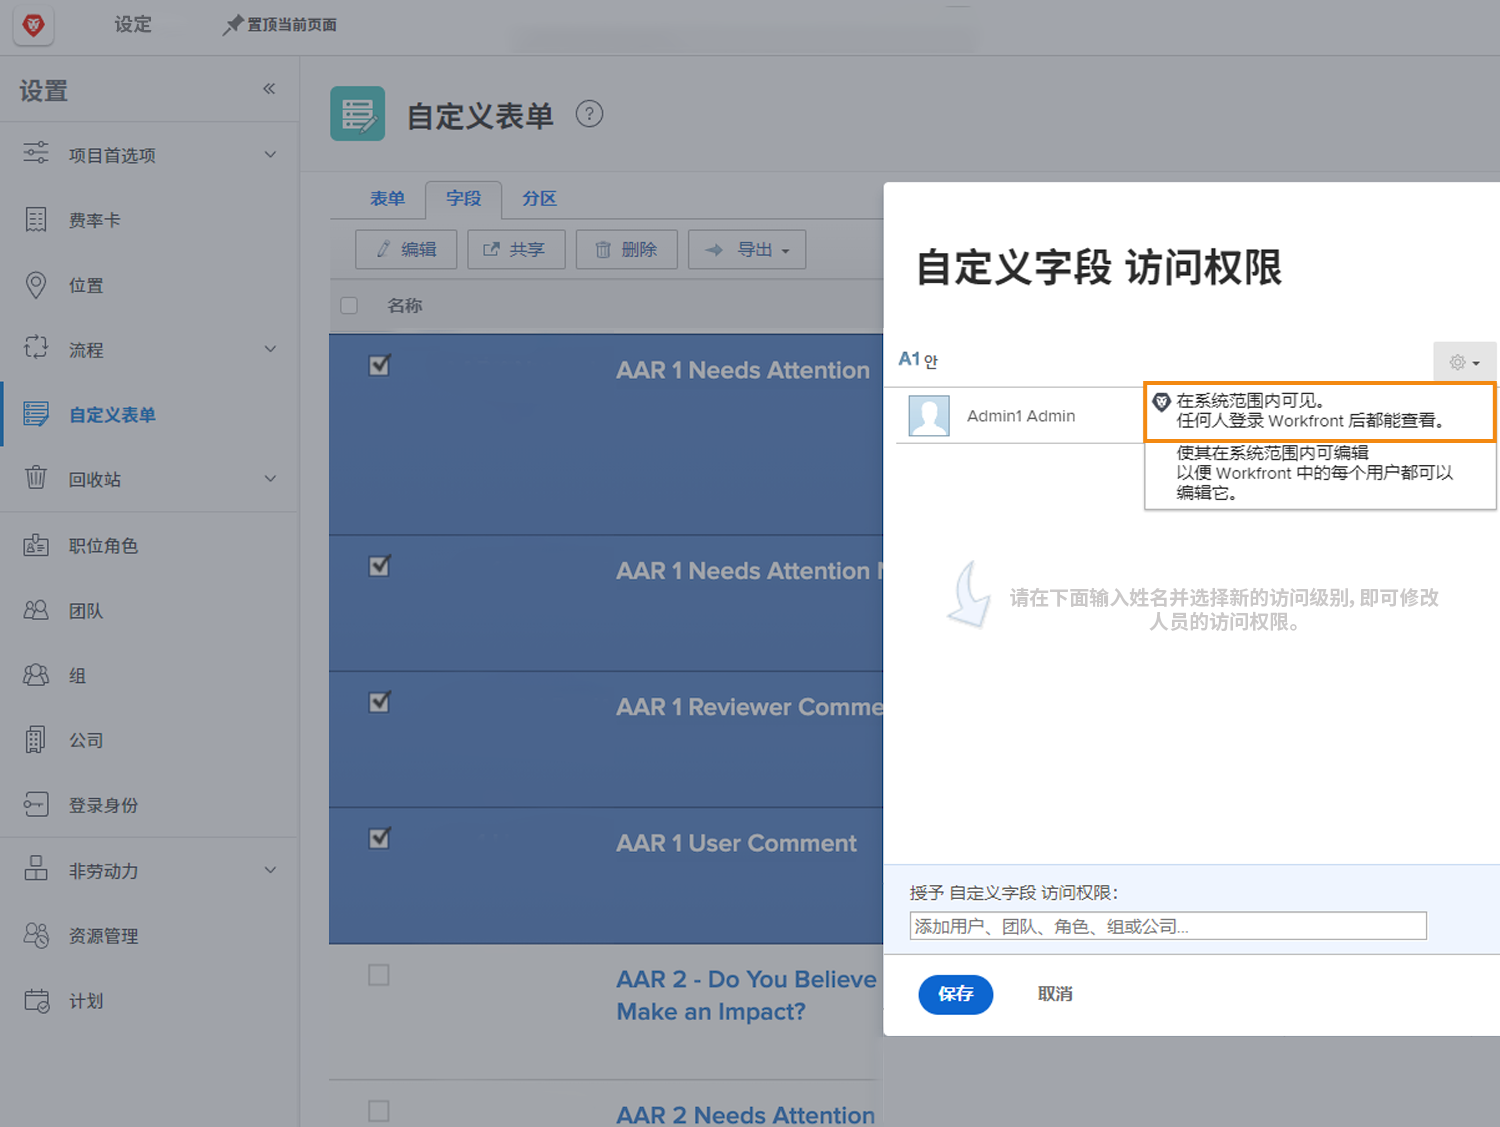 设定
置顶当前页面
设置
«
项目首选项
费率卡
位置
流程
自定义表单
回收站
职位角色
团队
组
公司
登录身份
非劳动力
资源管理
计划
自定义表单 ?
表单
字段
分区
编辑
共享
删除
导出
名称
AAR 1 Needs Attention
AAR 1 Needs Attention
AAR 1 Reviewer Comme
AAR 1 User Comment
AAR 2 - Do You Believe
Make an Impact?
AAR 2 Needs Attention
自定义字段 访问权限
A1 안
Admin1 Admin
在系统范围内可见。
任何人登录 Workfront 后都能查看。
使其在系统范围内可编辑
以便 Workfront 中的每个用户都可以
编辑它。
请在下面输入姓名并选择新的访问级别, 即可修改
人员的访问权限。
授予 自定义字段 访问权限:
添加用户、团队、角色、组或公司...
保存
取消